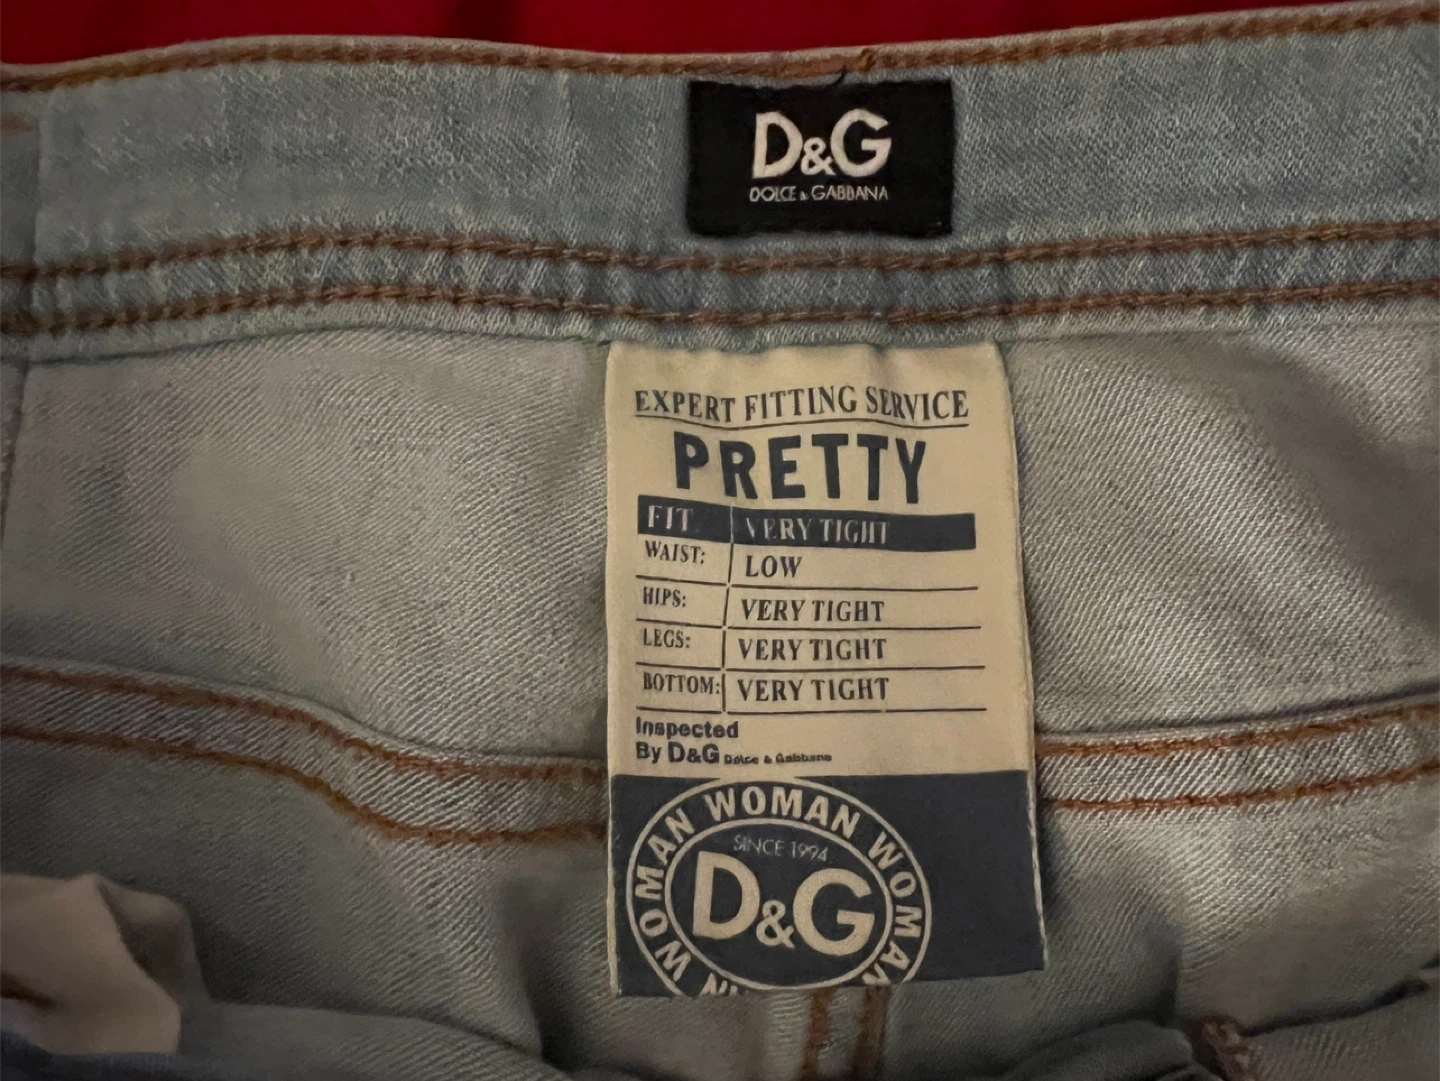 D&G
DOLCE & GABBANA
EXPERT FITTING SERVICE
PRETTY
FIT VERY TIGHT
WAIST: LOW
HIPS: VERY TIGHT
LEGS: VERY TIGHT
BOTTOM: VERY TIGHT
Inspected
By D&G Dolce & Gabbana
WOMAN WOMAN WOMAN WOMAN
SINCE 1994
D&G